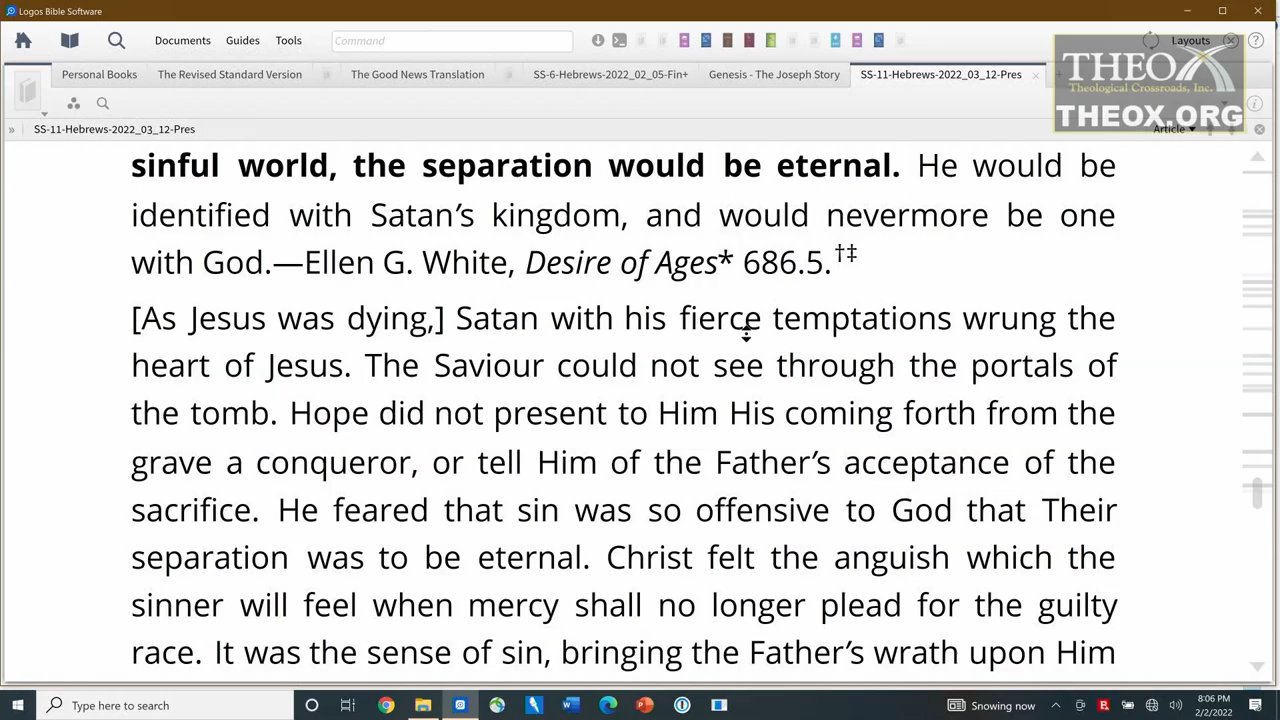 Logos Bible Software
Documents Guides Tools Command Layouts
THEOX
Theological Crossroads, Inc.
THEOX.ORG
Personal Books The Revised Standard Version The Good News Translation SS-6-Hebrews-2022_02_05-Fin+ Genesis - The Joseph Story SS-11-Hebrews-2022_03_12-Pres
» SS-11-Hebrews-2022_03_12-Pres Article
sinful world, the separation would be eternal. He would be
identified with Satan’s kingdom, and would nevermore be one
with God.—Ellen G. White, Desire of Ages* 686.5.†‡
[As Jesus was dying,] Satan with his fierce temptations wrung the
heart of Jesus. The Saviour could not see through the portals of
the tomb. Hope did not present to Him His coming forth from the
grave a conqueror, or tell Him of the Father’s acceptance of the
sacrifice. He feared that sin was so offensive to God that Their
separation was to be eternal. Christ felt the anguish which the
sinner will feel when mercy shall no longer plead for the guilty
race. It was the sense of sin, bringing the Father’s wrath upon Him
Type here to search Snowing now 8:06 PM
2/2/2022